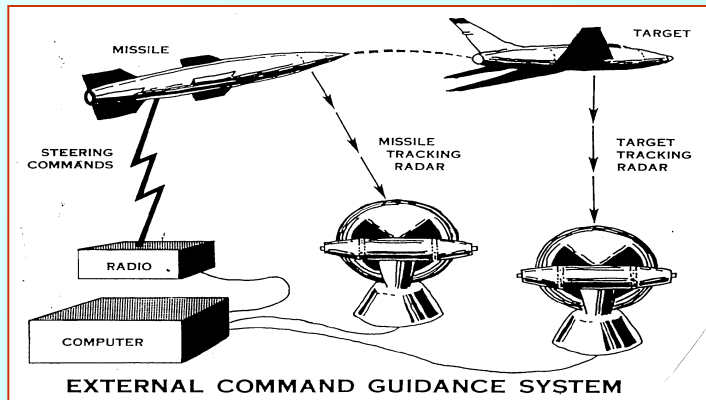 MISSILE
TARGET
STEERING
COMMANDS
MISSILE
TRACKING
RADAR
TARGET
TRACKING
RADAR
RADIO
COMPUTER
EXTERNAL COMMAND GUIDANCE SYSTEM